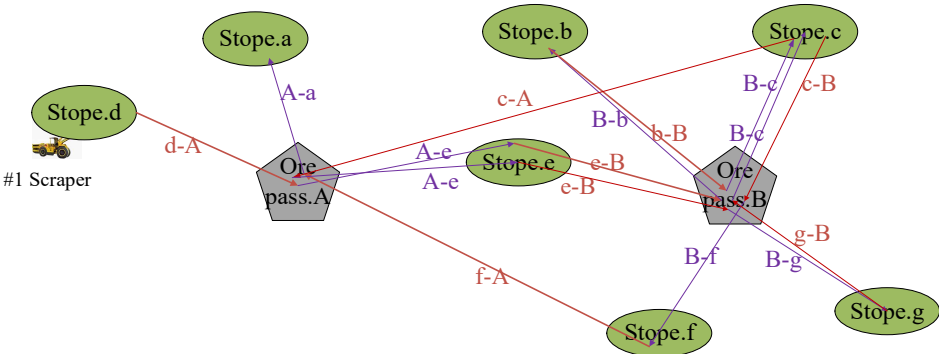 Stope.a
Stope.b
Stope.c
A-a
B-c
c-B
c-A
Stope.d
B-b
b-B
B-c
d-A
A-e
Ore
pass.A
Stope.e
e-B
Ore
pass.B
#1 Scraper
A-e
e-B
g-B
B-f
B-g
f-A
Stope.f
Stope.g